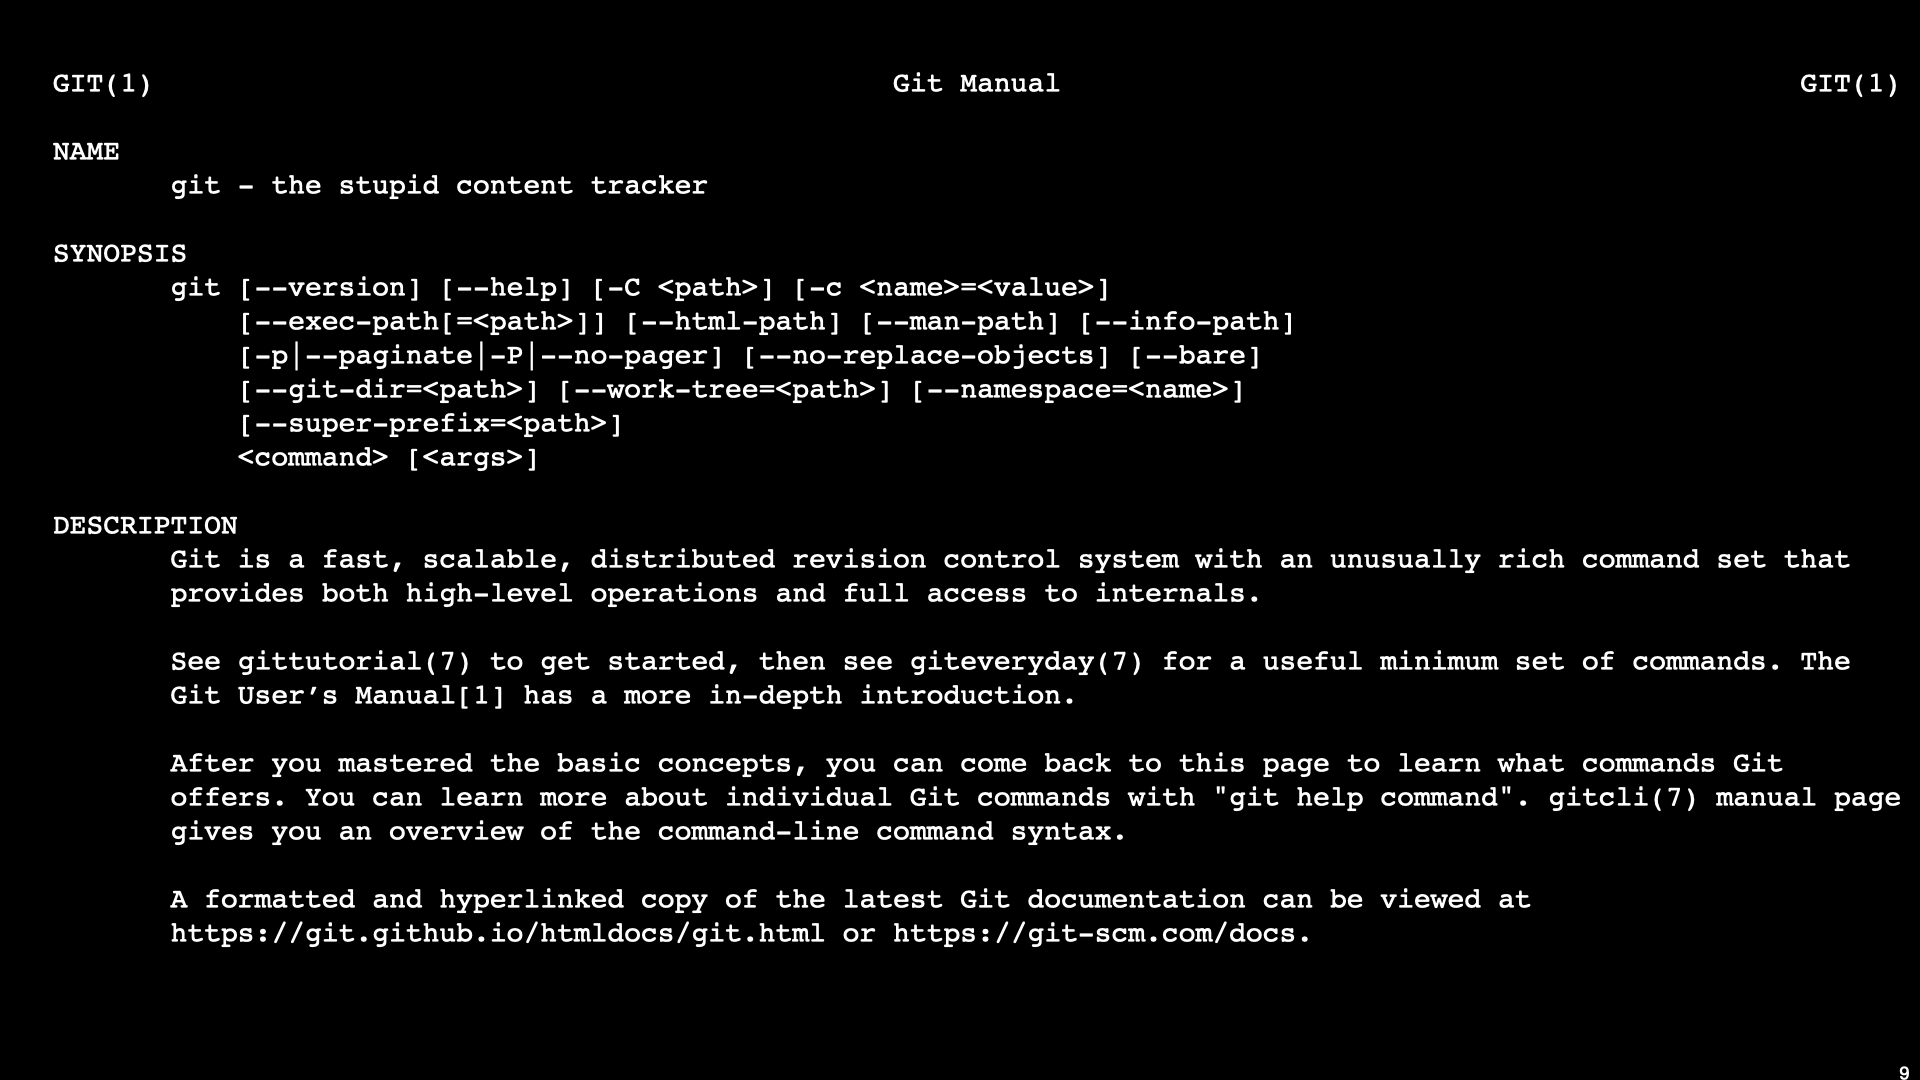 GIT(1) Git Manual GIT(1)
NAME
git - the stupid content tracker
SYNOPSIS
git [--version] [--help] [-C <path>] [-c <name>=<value>]
[--exec-path[=<path>]] [--html-path] [--man-path] [--info-path]
[-p|--paginate|-P|--no-pager] [--no-replace-objects] [--bare]
[--git-dir=<path>] [--work-tree=<path>] [--namespace=<name>]
[--super-prefix=<path>]
<command> [<args>]
DESCRIPTION
Git is a fast, scalable, distributed revision control system with an unusually rich command set that
provides both high-level operations and full access to internals.
See gittutorial(7) to get started, then see giteveryday(7) for a useful minimum set of commands. The
Git User’s Manual[1] has a more in-depth introduction.
After you mastered the basic concepts, you can come back to this page to learn what commands Git
offers. You can learn more about individual Git commands with "git help command". gitcli(7) manual page
gives you an overview of the command-line command syntax.
A formatted and hyperlinked copy of the latest Git documentation can be viewed at
https://git.github.io/htmldocs/git.html or https://git-scm.com/docs.
9